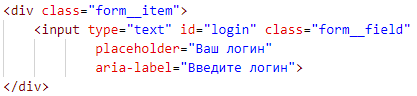 <div class="form__item">
    <input type="text" id="login" class="form__field"
            placeholder="Ваш логин"
            aria-label="Введите логин">
</div>